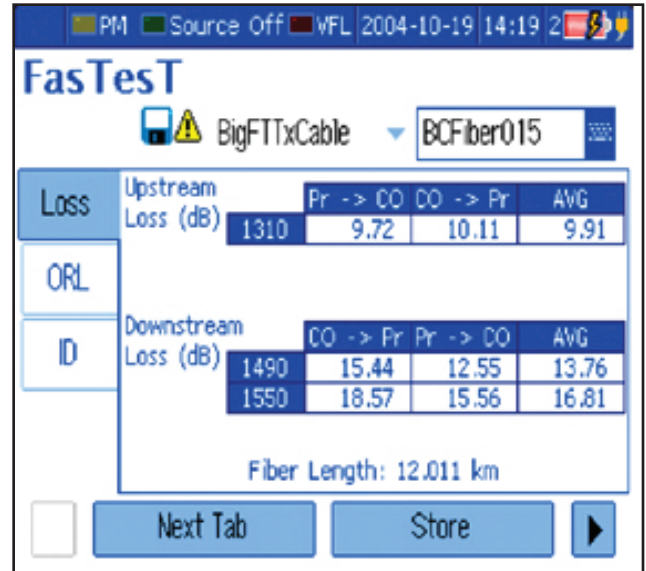 PM Source Off VFL 2004-10-19 14:19 2
FasTesT
BigFTTxCable BCFiber015
Loss
ORL
ID
Upstream Pr -> CO CO -> Pr AVG
Loss (dB) 1310 9.72 10.11 9.91
Downstream CO -> Pr Pr -> CO AVG
Loss (dB) 1490 15.44 12.55 13.76
1550 18.57 15.56 16.81
Fiber Length: 12.011 km
Next Tab Store